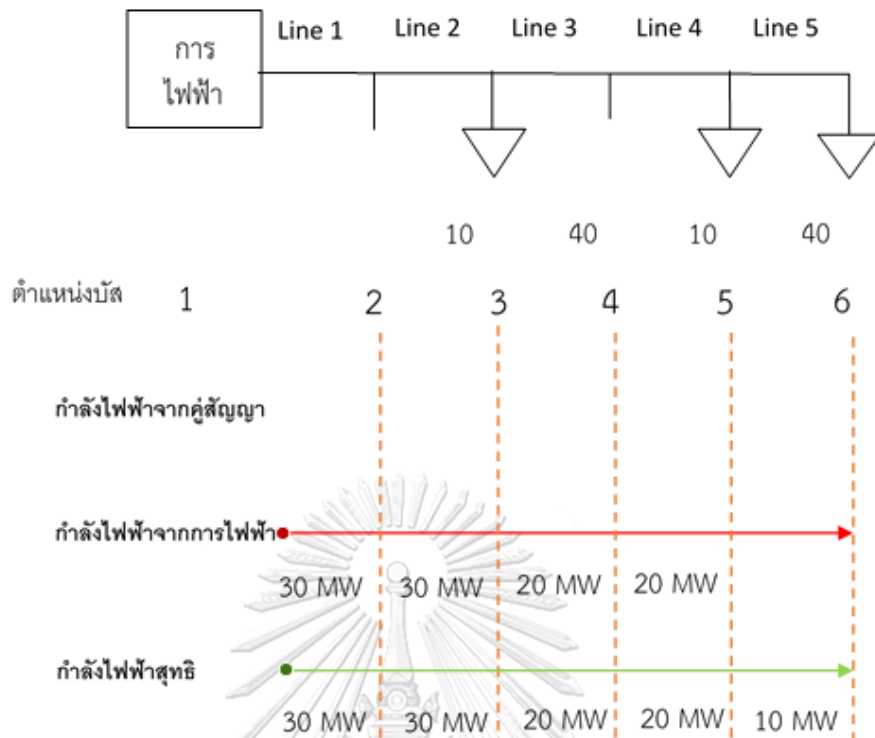 การ
ไฟฟ้า
Line 1 Line 2 Line 3 Line 4 Line 5
10 40 10 40
ตำแหน่งบัส 1 2 3 4 5 6
กำลังไฟฟ้าจากคู่สัญญา
กำลังไฟฟ้าจากการไฟฟ้า
30 MW 30 MW 20 MW 20 MW
กำลังไฟฟ้าสุทธิ
30 MW 30 MW 20 MW 20 MW 10 MW